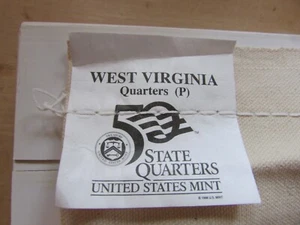 WEST VIRGINIA
Quarters (P)
50
STATE
QUARTERS
UNITED STATES MINT